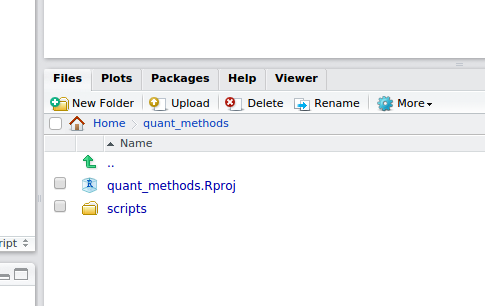 Files Plots Packages Help Viewer
New Folder Upload Delete Rename More
Home quant_methods
Name
..
R quant_methods.Rproj
scripts
ript